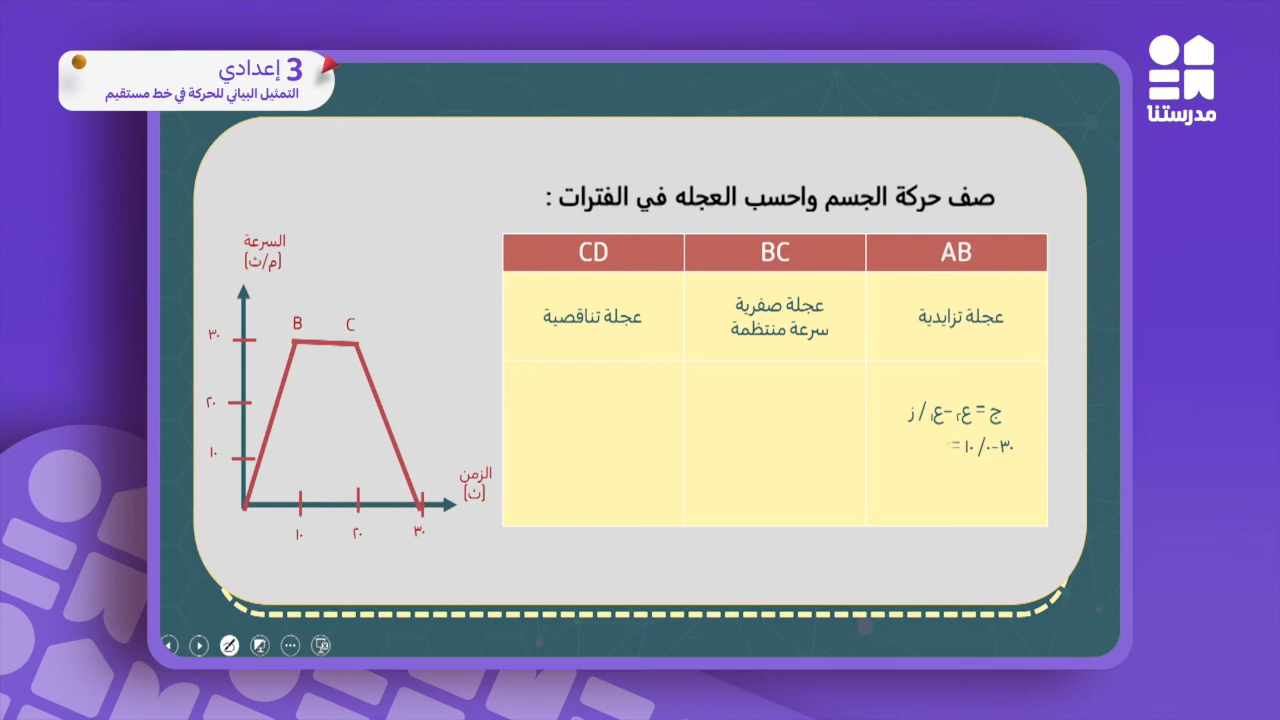 3 إعدادي
التمثيل البياني للحركة في خط مستقيم
مدرستنا
صف حركة الجسم واحسب العجله في الفترات :
AB
BC
CD
عجلة تزايدية
عجلة صفرية
سرعة منتظمة
عجلة تناقصية
ج = ع٢ -ع١ / ز
٣٠-٠/ ١٠ =
السرعة
(م/ث)
B
C
٣٠
٢٠
١٠
الزمن
(ث)
١٠
٢٠
٣٠